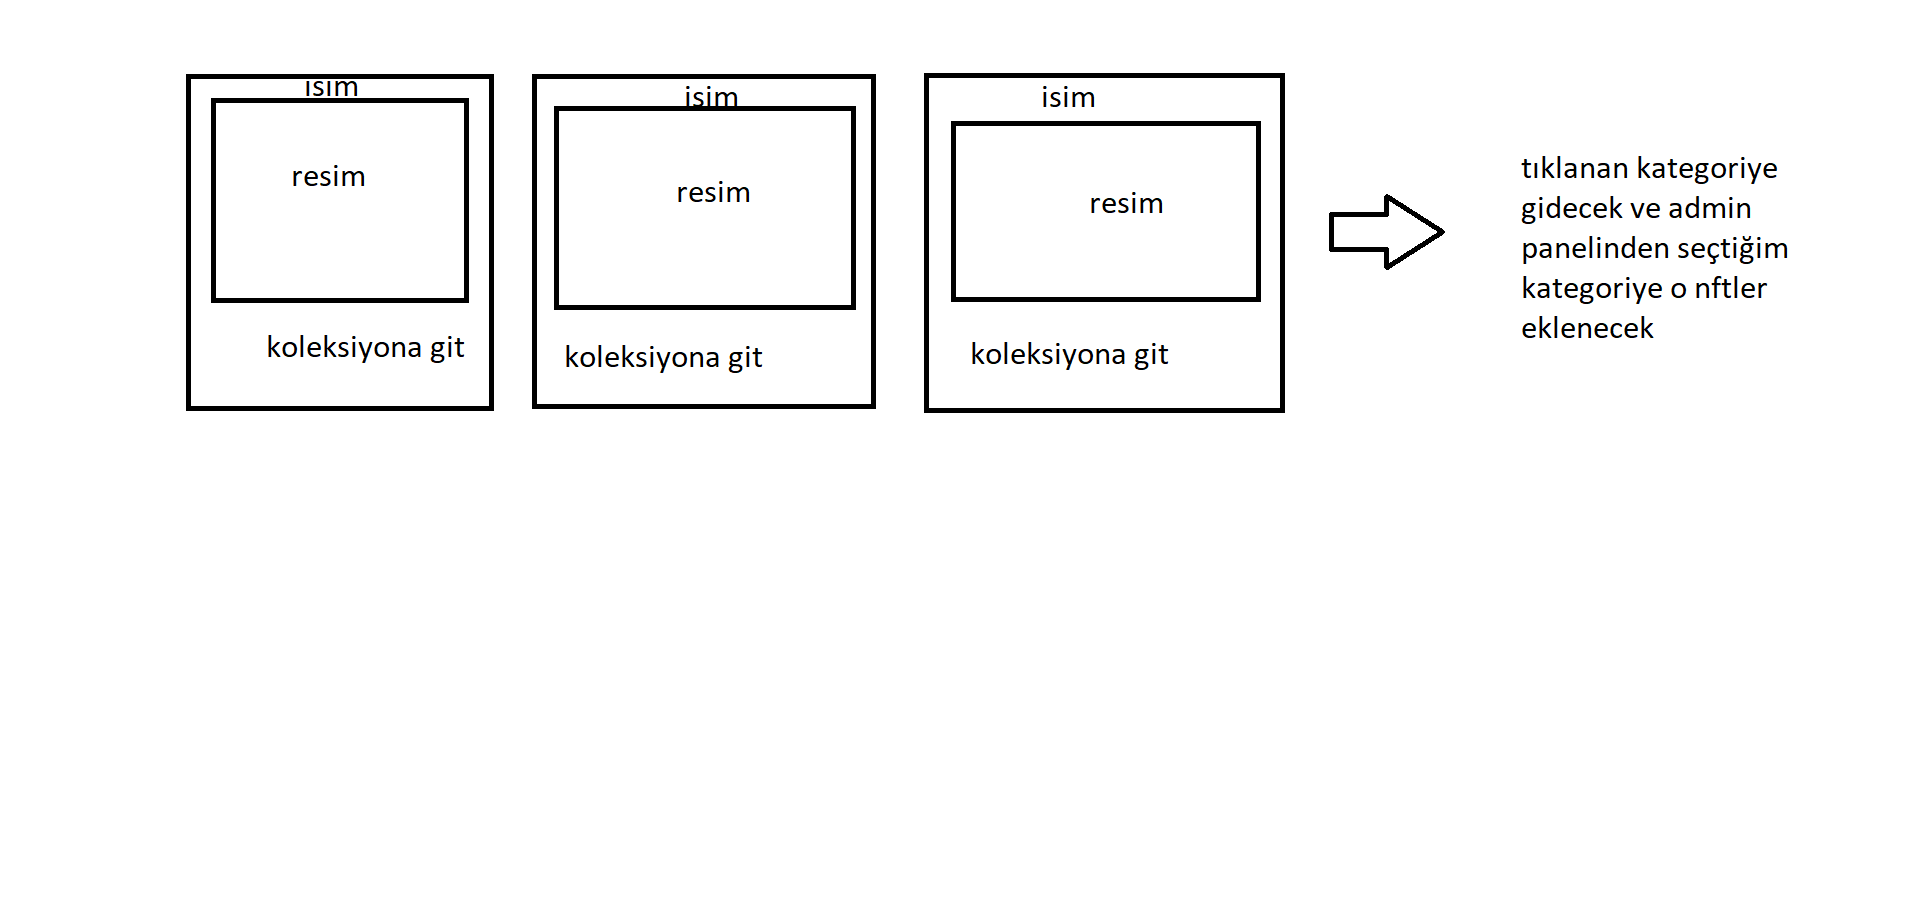 isim
resim
koleksiyona git
isim
resim
koleksiyona git
isim
resim
koleksiyona git
tıklanan kategoriye
gidecek ve admin
panelinden seçtiğim
kategoriye o nftler
eklenecek